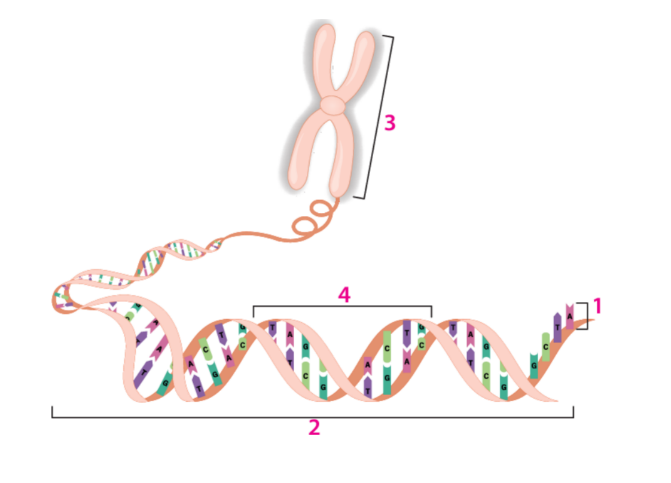 3
4
1
A
T G T A T G T A T
C C G C C G C
A A T A C A T G
A T C G G A C G
G T G T G
2